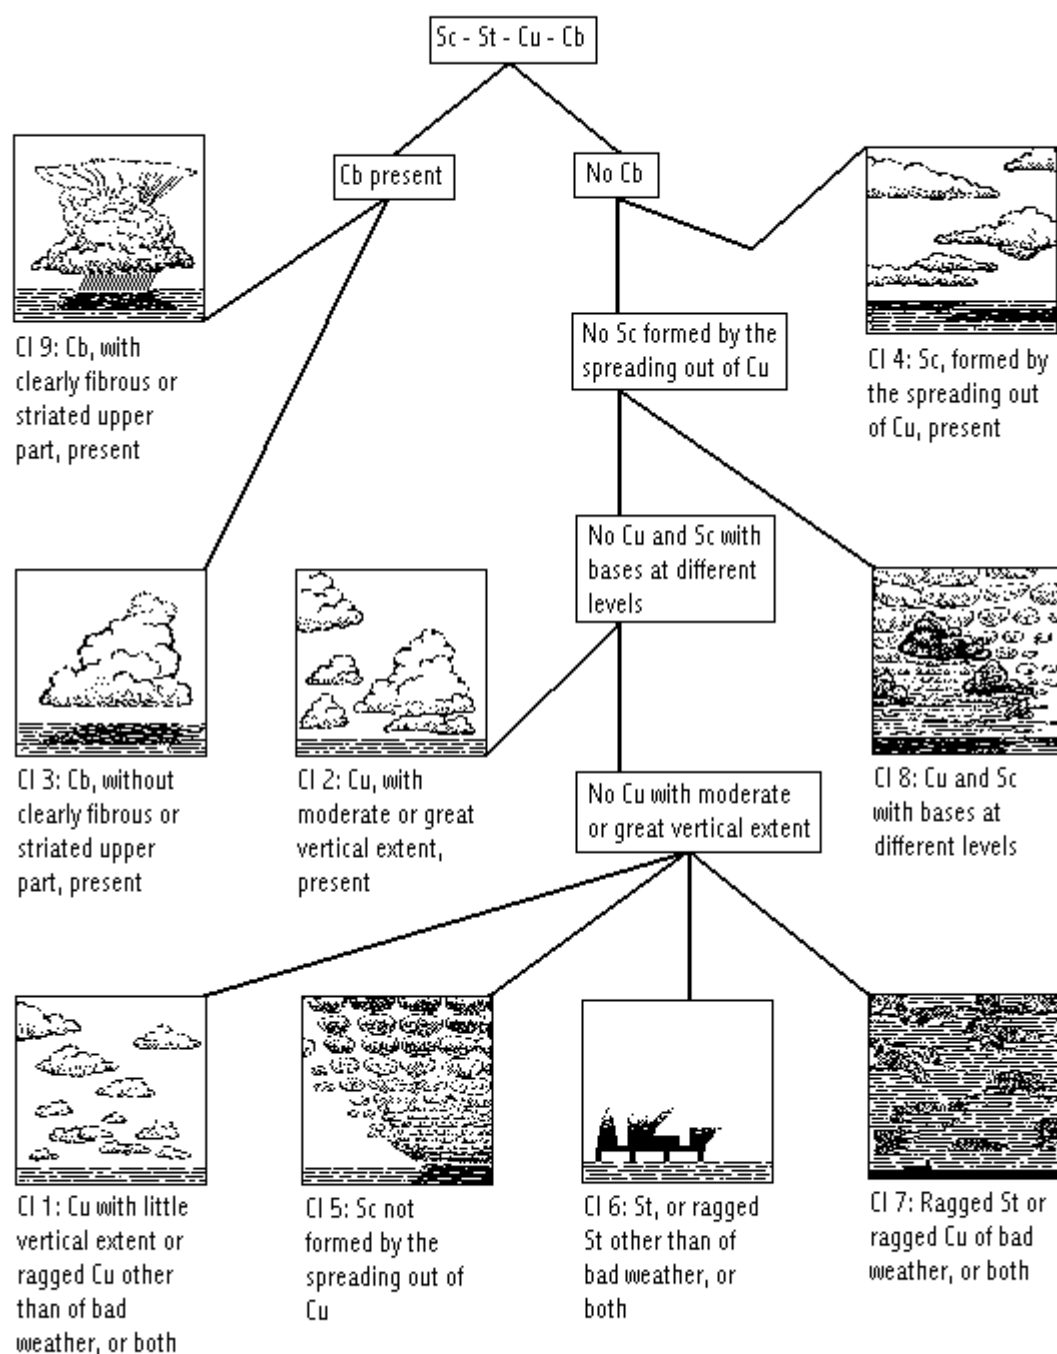 Sc - St - Cu - Cb
Cb present
No Cb
Cl 9: Cb, with
clearly fibrous or
striated upper
part, present
No Sc formed by the
spreading out of Cu
Cl 4: Sc, formed by
the spreading out
of Cu, present
No Cu and Sc with
bases at different
levels
Cl 3: Cb, without
clearly fibrous or
striated upper
part, present
Cl 2: Cu, with
moderate or great
vertical extent,
present
No Cu with moderate
or great vertical extent
Cl 8: Cu and Sc
with bases at
different levels
Cl 1: Cu with little
vertical extent or
ragged Cu other
than of bad
weather, or both
Cl 5: Sc not
formed by the
spreading out of
Cu
Cl 6: St, or ragged
St other than of
bad weather, or
both
Cl 7: Ragged St or
ragged Cu of bad
weather, or both